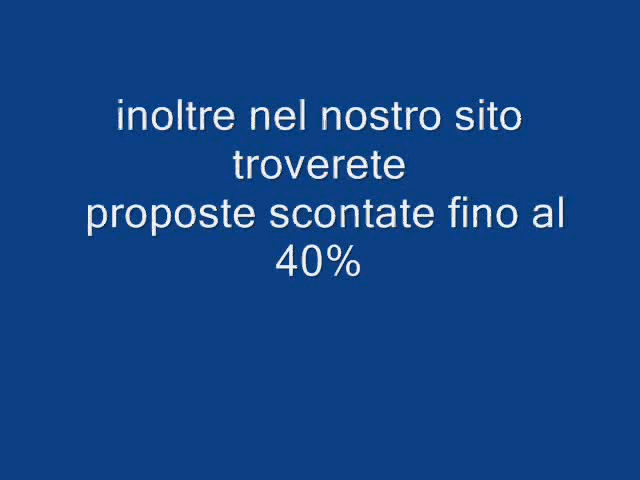 inoltre nel nostro sito
troverete
proposte scontate fino al
40%